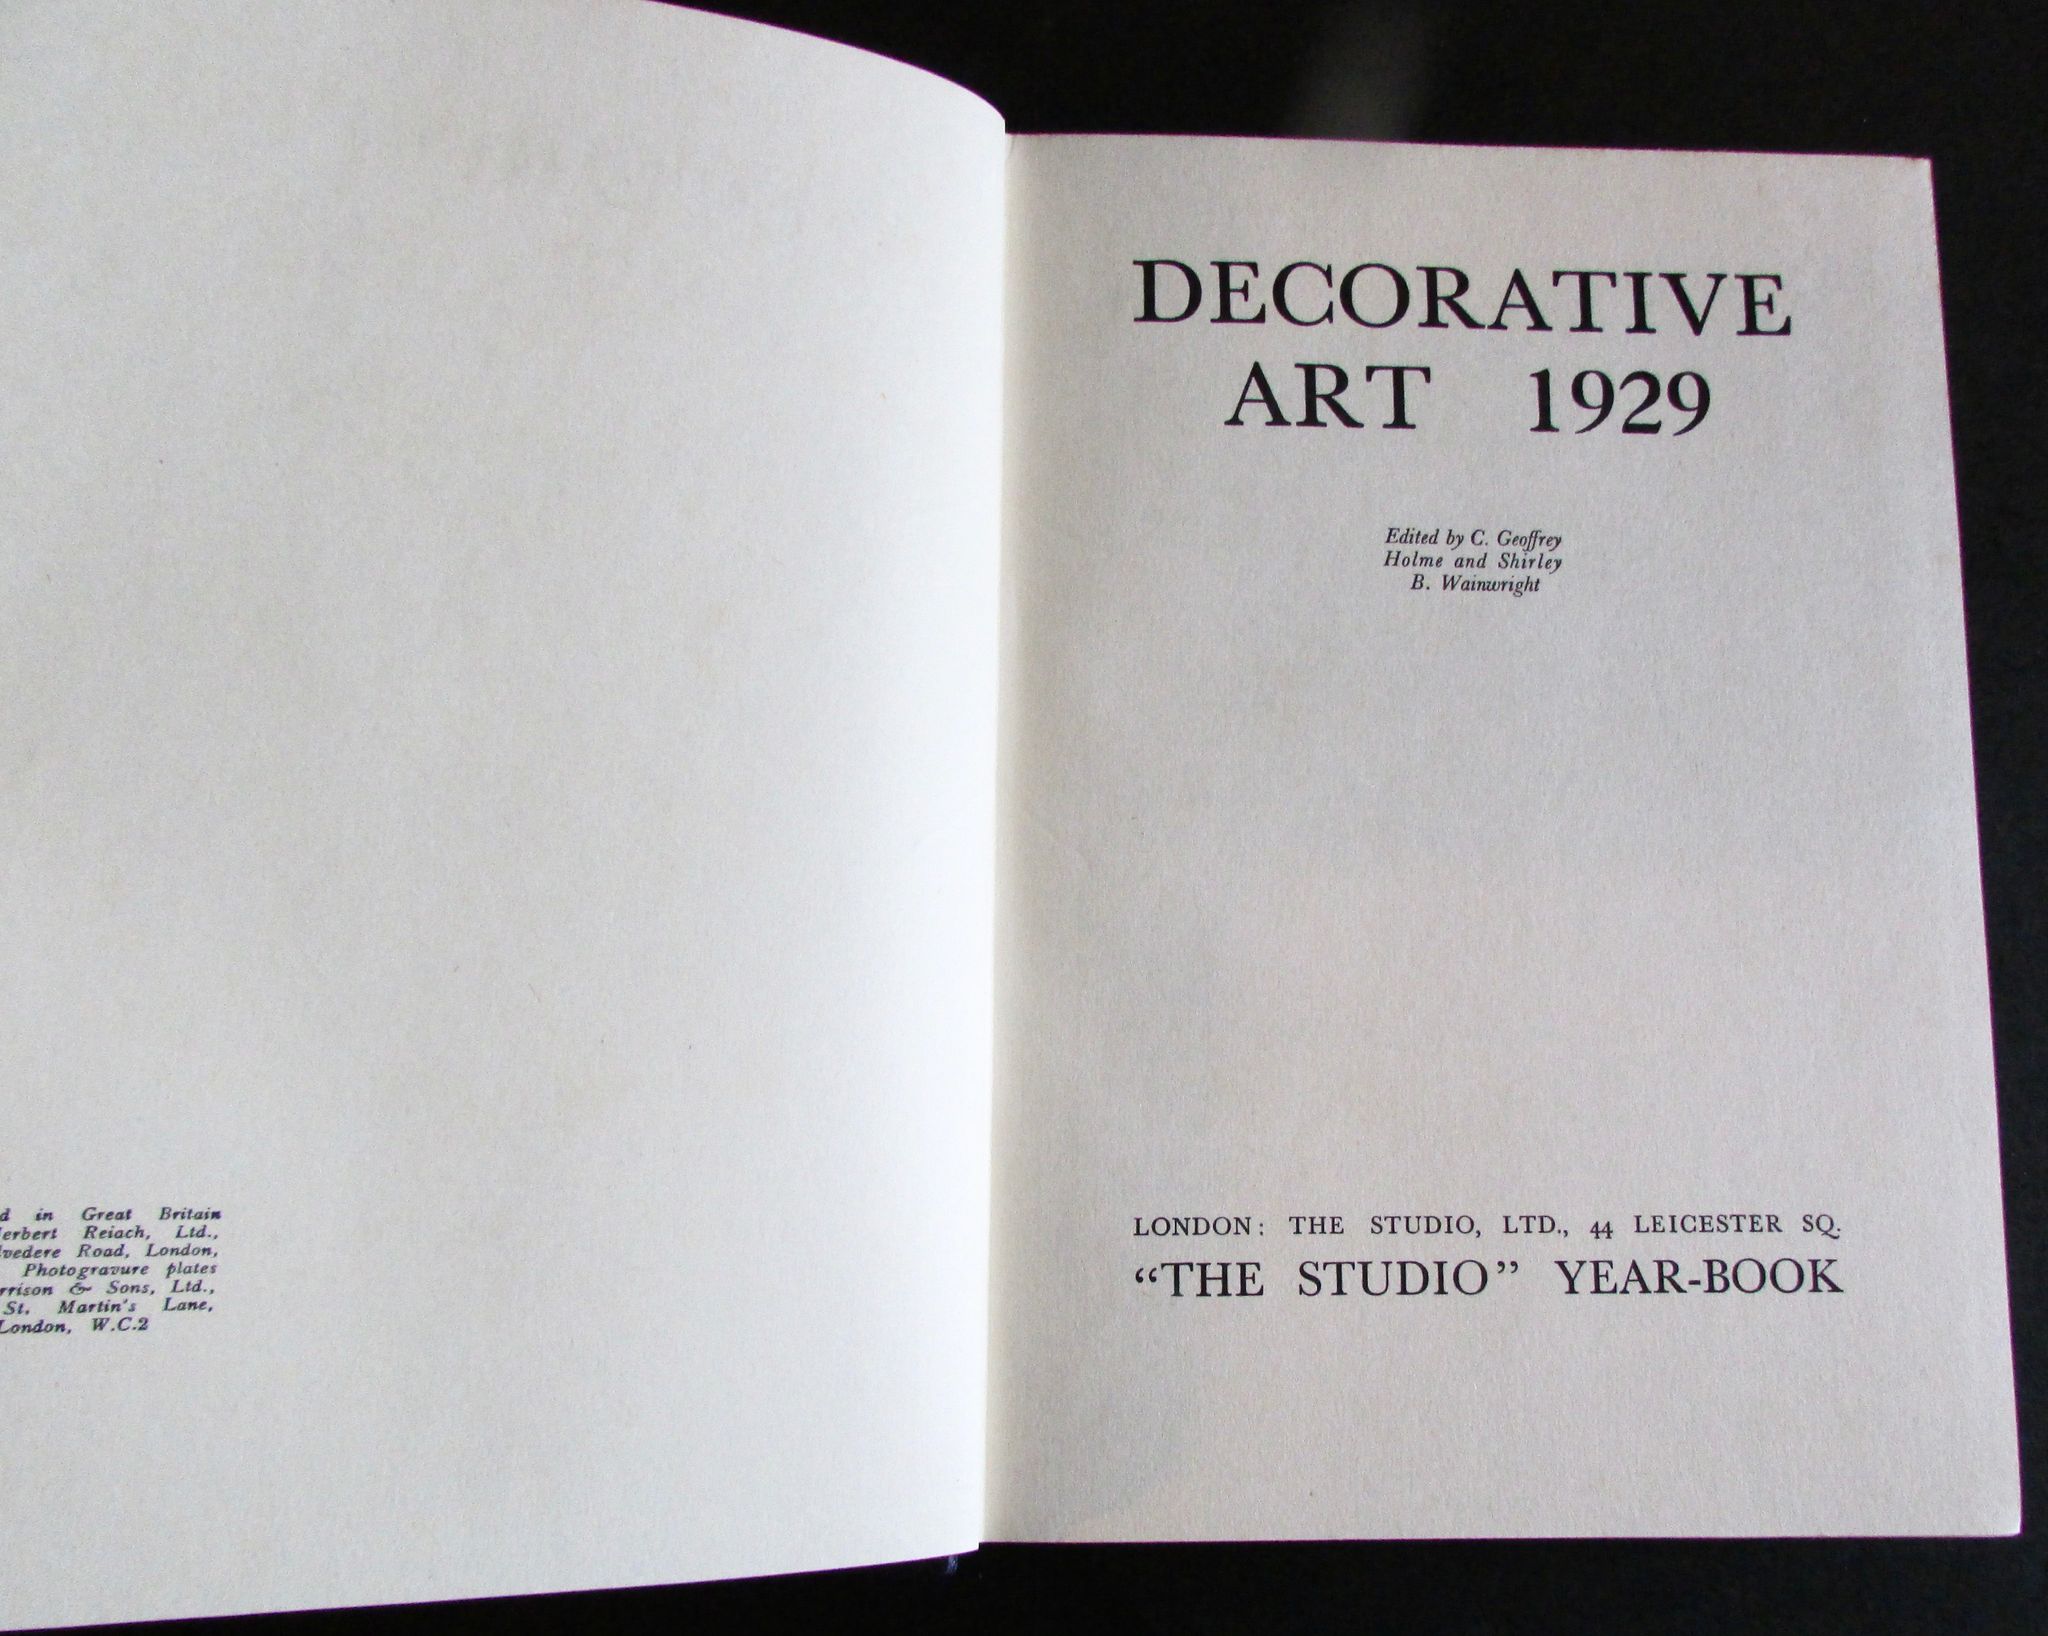 in Great Britain
Reiach, Ltd.,
Road, London,
Photogravure plates
& Sons, Ltd.,
St. Martin's Lane,
London, W.C.2
DECORATIVE
ART 1929
Edited by C. Geoffrey
Holme and Shirley
B. Wainwright
LONDON: THE STUDIO, LTD., 44 LEICESTER SQ.
"THE STUDIO" YEAR-BOOK